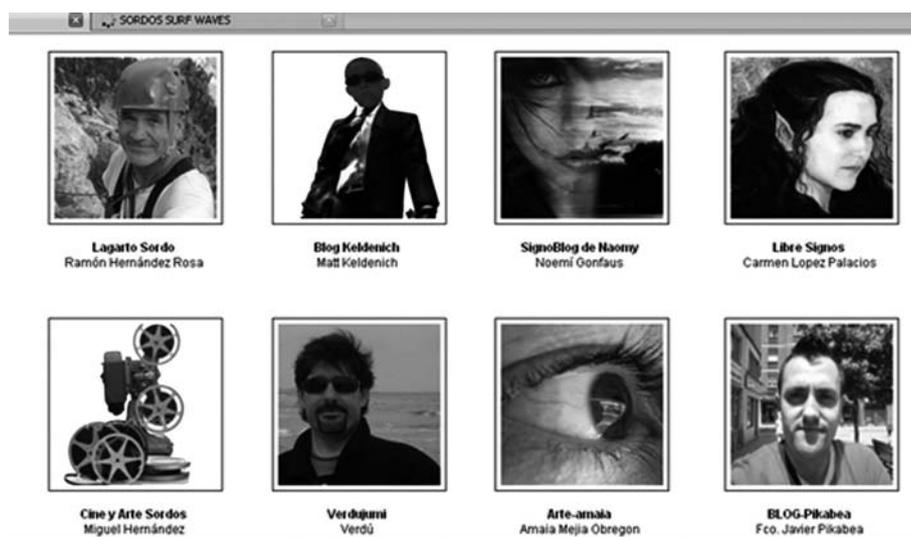 SORDOS SURF WAVES
Lagarto Sordo
Ramón Hernández Rosa
Blog Keldenich
Matt Keldenich
SignoBlog de Naomy
Noemí Gonfaus
Libre Signos
Carmen Lopez Palacios
Cine y Arte Sordos
Miguel Hernández
Verdujumi
Verdú
Arte-amaia
Amaia Mejia Obregon
BLOG-Pikabea
Fco. Javier Pikabea